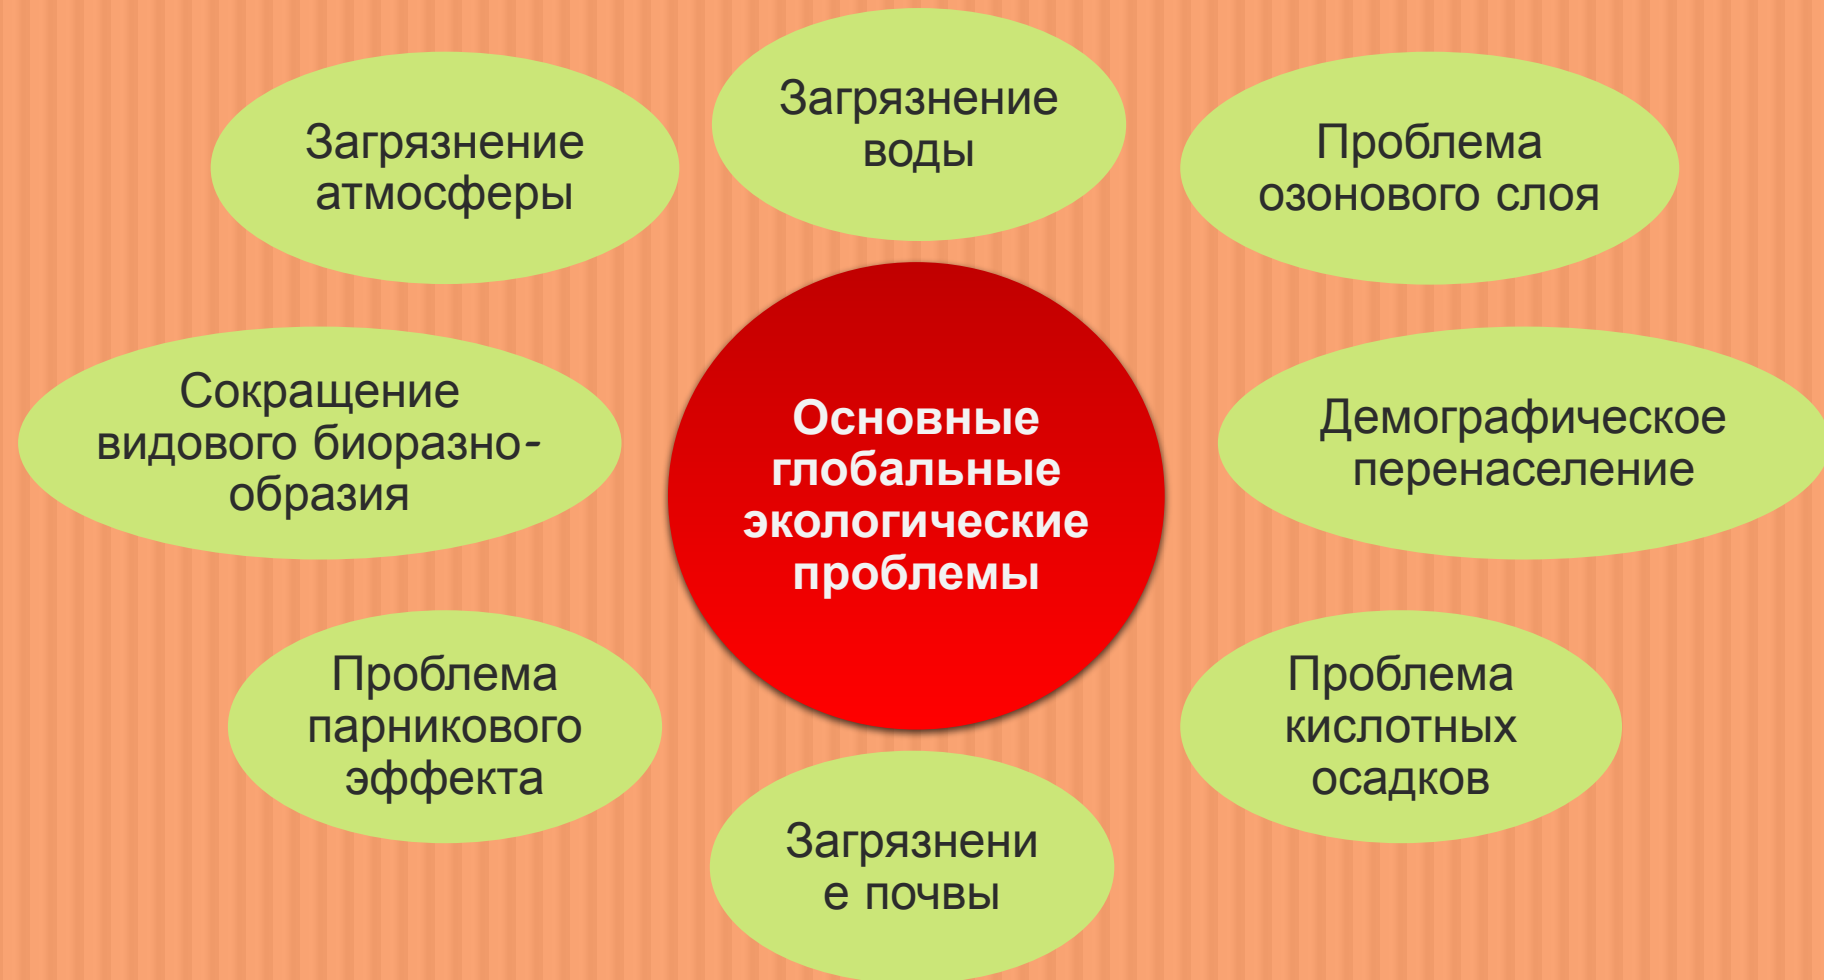 Загрязнение
атмосферы
Загрязнение
воды
Проблема
озонового слоя
Сокращение
видового биоразно-
образия
Основные
глобальные
экологические
проблемы
Демографическое
перенаселение
Проблема
парникового
эффекта
Загрязнени
е почвы
Проблема
кислотных
осадков